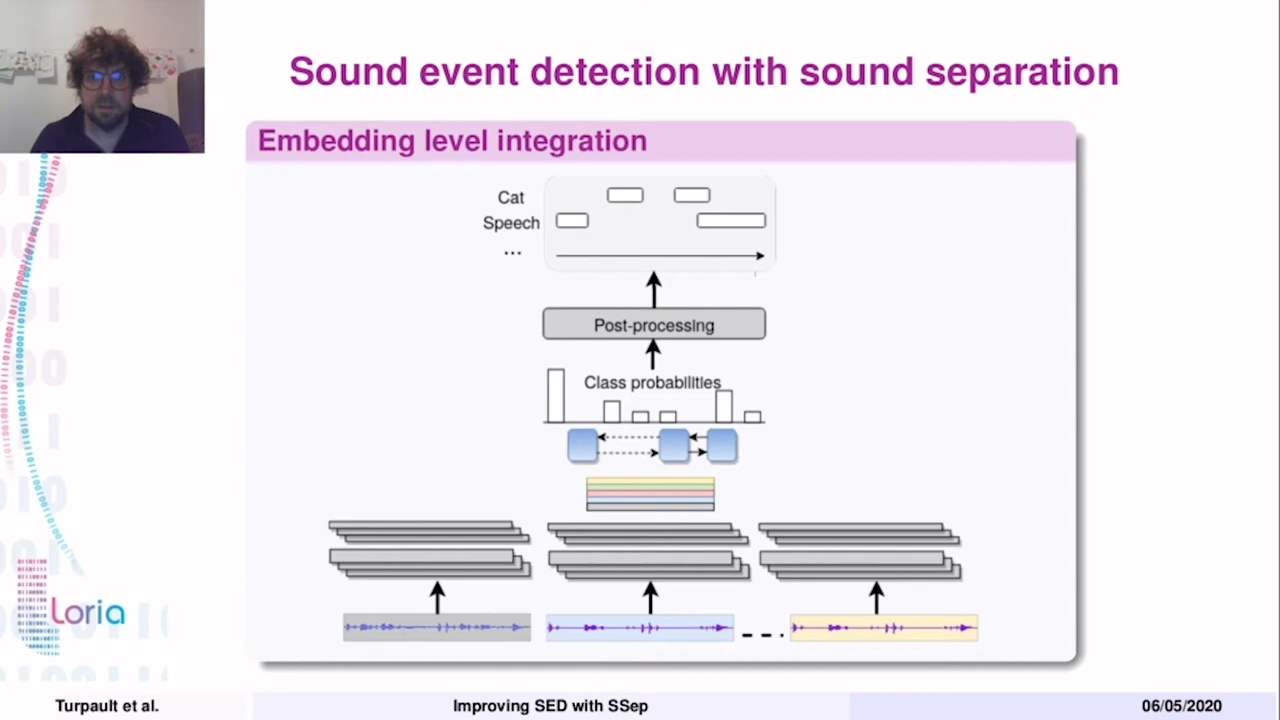 Sound event detection with sound separation
Embedding level integration
Cat
Speech
...
Post-processing
Class probabilities
Loria
Turpault et al.
Improving SED with SSep
06/05/2020